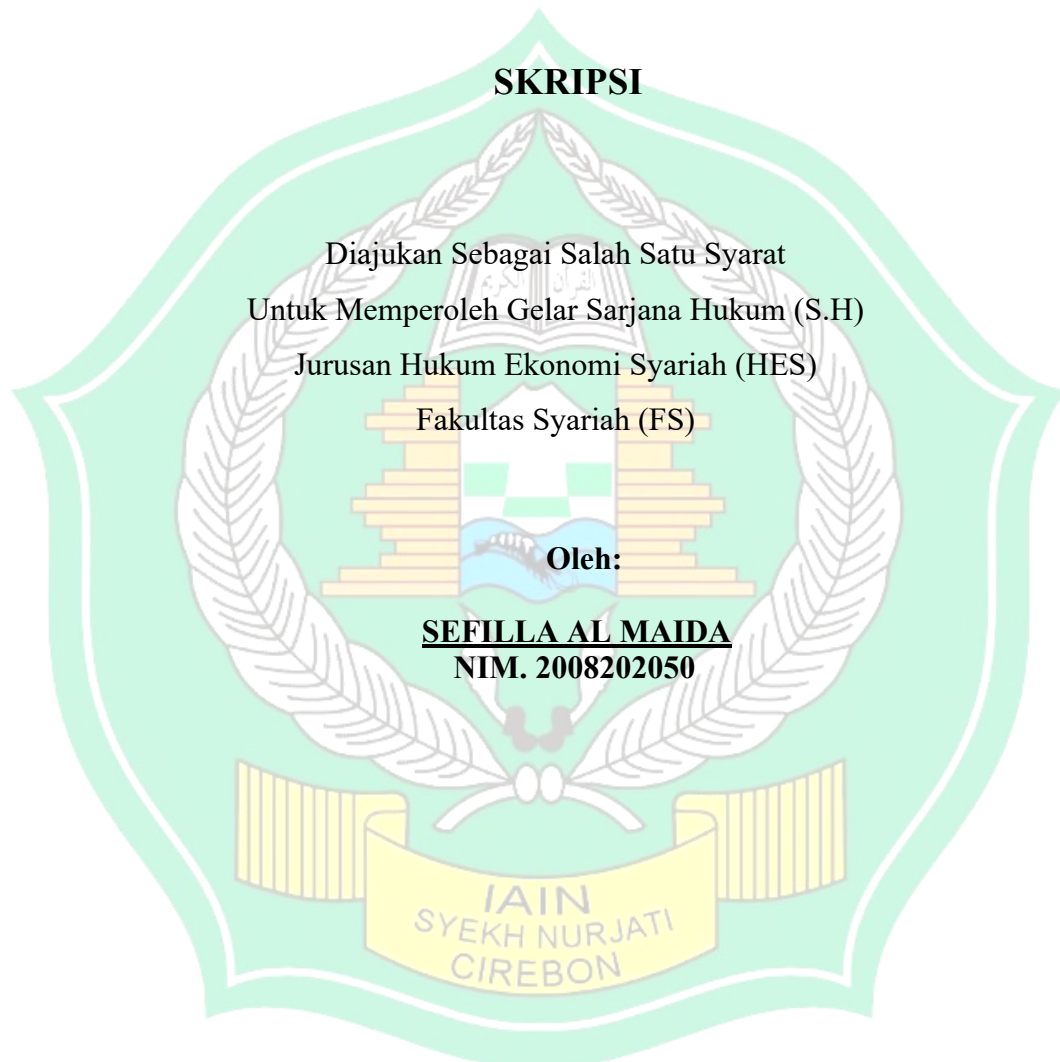 SKRIPSI
Diajukan Sebagai Salah Satu Syarat
Untuk Memperoleh Gelar Sarjana Hukum (S.H)
Jurusan Hukum Ekonomi Syariah (HES)
Fakultas Syariah (FS)
Oleh:
SEFILLA AL MAIDA
NIM. 2008202050
IAIN
SYEKH NURJATI
CIREBON